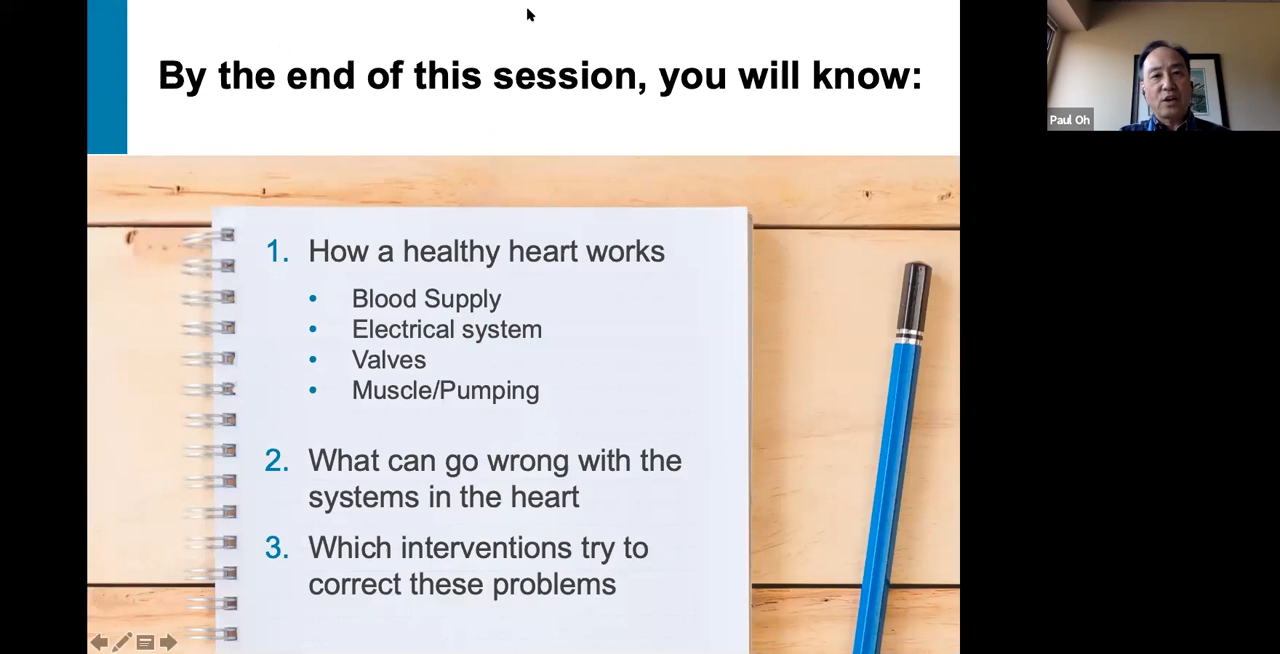 By the end of this session, you will know:
Paul Oh
1. How a healthy heart works
• Blood Supply
• Electrical system
• Valves
• Muscle/Pumping
2. What can go wrong with the
systems in the heart
3. Which interventions try to
correct these problems